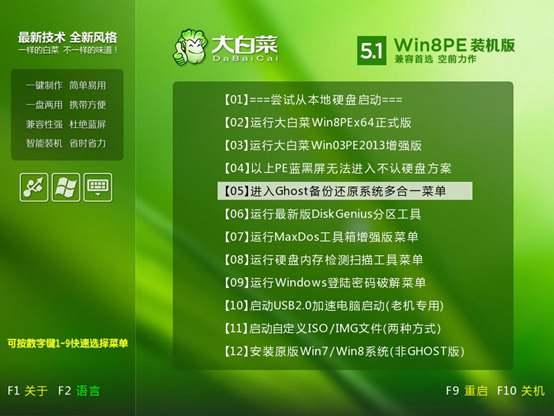 最新技术 全新风格
一样的白菜 不一样的味道！
一键制作 简单易用
一盘两用 携带方便
兼容性强 杜绝蓝屏
智能装机 省时省力
可按数字键1-9快速选择菜单
大白菜
DaBaiCai
5.1 Win8PE 装机版
兼容首选 空前力作
【01】===尝试从本地硬盘启动===
【02】运行大白菜Win8PEx64正式版
【03】运行大白菜Win03PE2013增强版
【04】以上PE蓝黑屏无法进入不认硬盘方案
【05】进入Ghost备份还原系统多合一菜单
【06】运行最新版DiskGenius分区工具
【07】运行MaxDos工具箱增强版菜单
【08】运行硬盘内存检测扫描工具菜单
【09】运行Windows登陆密码破解菜单
【10】启动USB2.0加速电脑启动(老机专用)
【11】启动自定义ISO/IMG文件(两种方式)
【12】安装原版Win7/Win8系统(非GHOST版)
F1 关于 F2 语言
F9 重启 F10 关机